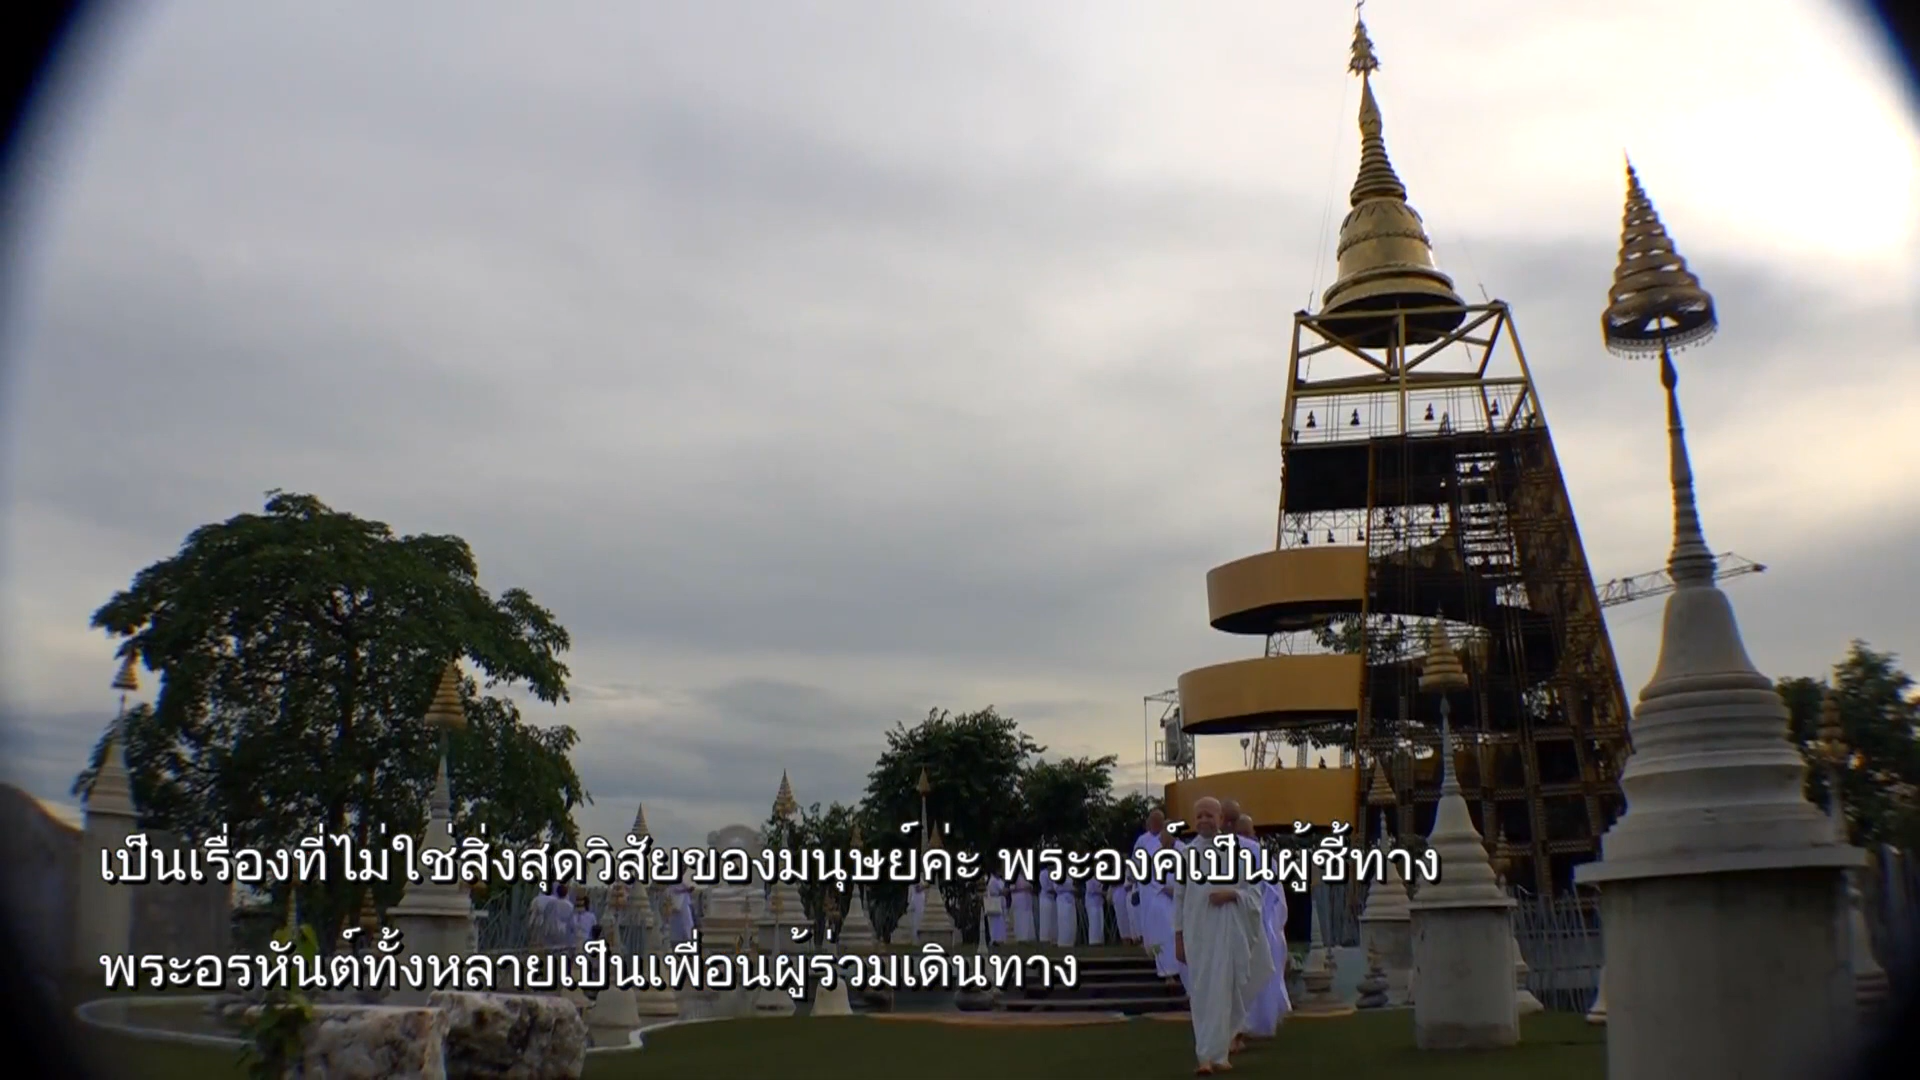 เป็นเรื่องที่ไม่ใช่สิ่งสุดวิสัยของมนุษย์ค่ะ พระองค์เป็นผู้ชี้ทาง
พระอรหันต์ทั้งหลายเป็นเพื่อนผู้ร่วมเดินทาง